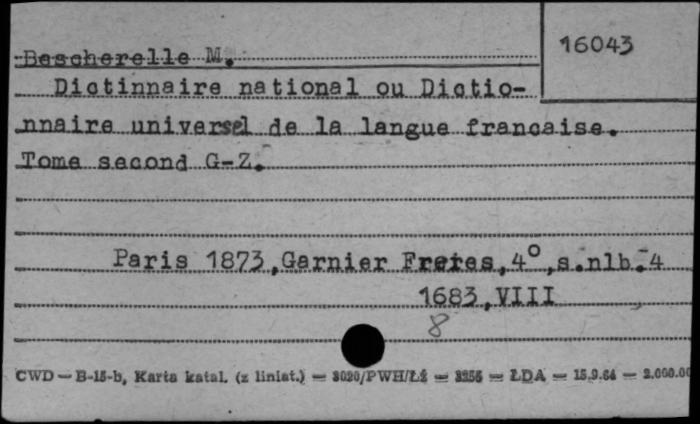 16043
Bescherelle M.
Dictinnaire national ou Dictio-
nnaire universel de la langue francaise.
Tome second G-Z.
Paris 1873,Garnier Freres,4°,s.nlb.-4
1683,VIII
8
CWD — B-15-b, Karta katal. (z liniat.) — 3020/PWH/Łż — 3255 — ŁDA — 15.9.64 — 2.000.00